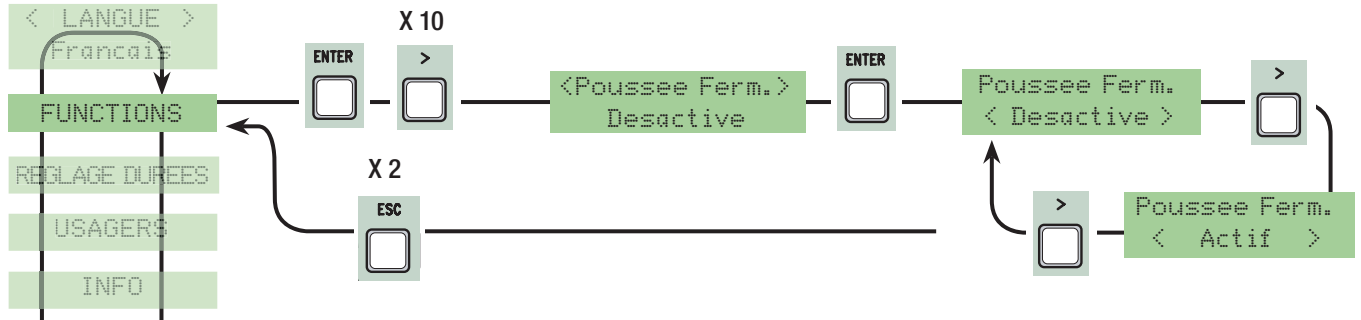 < LANGUE >
Francais
FUNCTIONS
REGLAGE DUREES
USAGERS
INFO
ENTER
X 10
>
<Poussee Ferm.>
Desactive
ENTER
Poussee Ferm.
< Desactive >
>
Poussee Ferm.
< Actif >
>
X 2
ESC